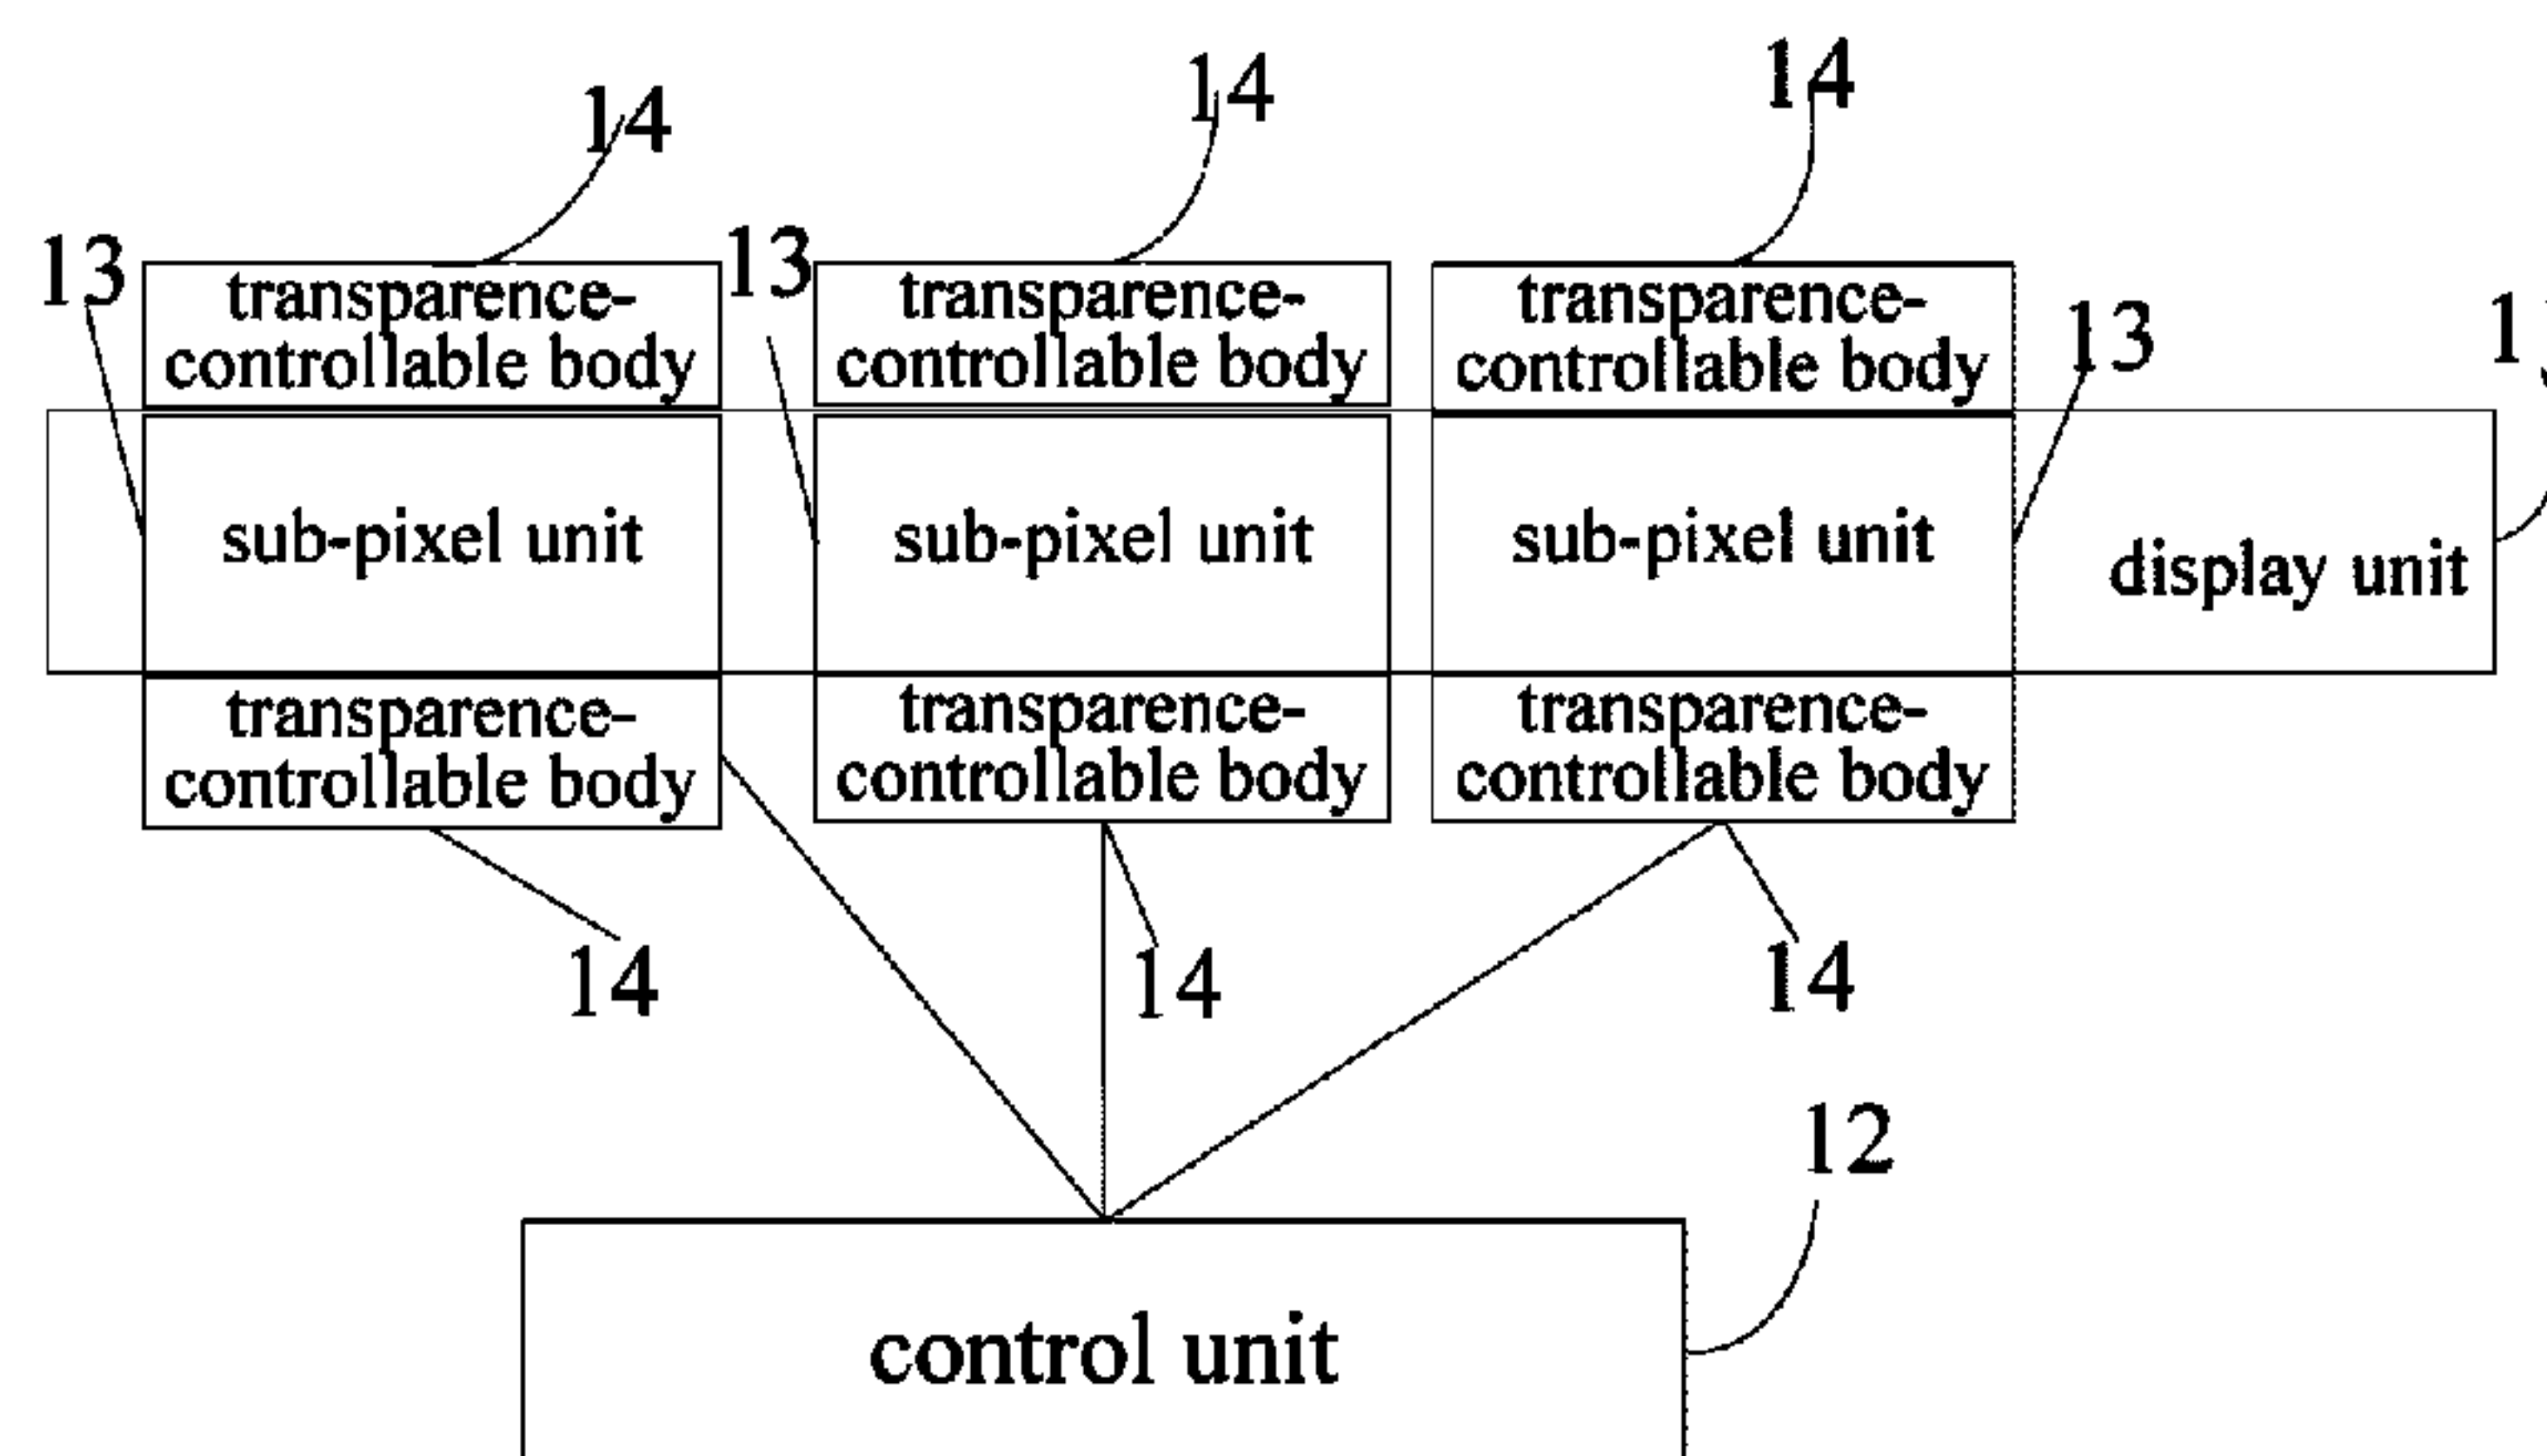 14 14 14
13 13 13 1
transparence- transparence- transparence-
controllable body controllable body controllable body
sub-pixel unit sub-pixel unit sub-pixel unit display unit
transparence- transparence- transparence-
controllable body controllable body controllable body
14 14 14
12
control unit